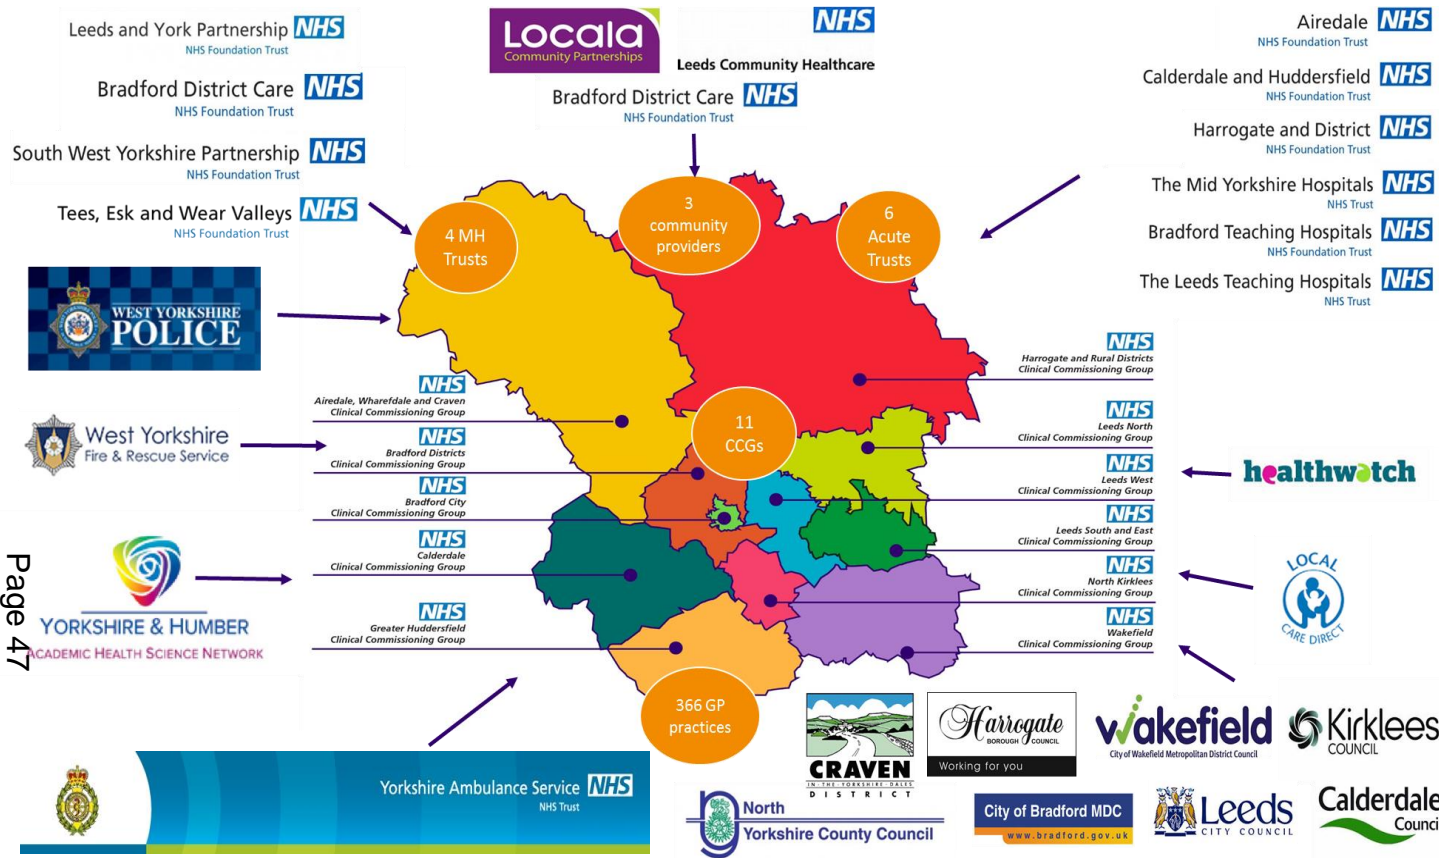 Leeds and York Partnership NHS
NHS Foundation Trust
Bradford District Care NHS
NHS Foundation Trust
South West Yorkshire Partnership NHS
NHS Foundation Trust
Tees, Esk and Wear Valleys NHS
NHS Foundation Trust
Locala
Community Partnerships
NHS
Leeds Community Healthcare
Bradford District Care NHS
NHS Foundation Trust
Airedale NHS
NHS Foundation Trust
Calderdale and Huddersfield NHS
NHS Foundation Trust
Harrogate and District NHS
NHS Foundation Trust
The Mid Yorkshire Hospitals NHS
NHS Trust
Bradford Teaching Hospitals NHS
NHS Foundation Trust
The Leeds Teaching Hospitals NHS
NHS Trust
4 MH
Trusts
3
community
providers
6
Acute
Trusts
11
CCGs
366 GP
practices
WEST YORKSHIRE
POLICE
West Yorkshire
Fire & Rescue Service
YORKSHIRE & HUMBER
ACADEMIC HEALTH SCIENCE NETWORK
Page 47
NHS
Airedale, Wharefdale and Craven
Clinical Commissioning Group
NHS
Bradford Districts
Clinical Commissioning Group
NHS
Bradford City
Clinical Commissioning Group
NHS
Calderdale
Clinical Commissioning Group
NHS
Greater Huddersfield
Clinical Commissioning Group
NHS
Harrogate and Rural Districts
Clinical Commissioning Group
NHS
Leeds North
Clinical Commissioning Group
NHS
Leeds West
Clinical Commissioning Group
NHS
Leeds South and East
Clinical Commissioning Group
NHS
North Kirklees
Clinical Commissioning Group
NHS
Wakefield
Clinical Commissioning Group
healthwatch
LOCAL
CARE DIRECT
Yorkshire Ambulance Service NHS
NHS Trust
CRAVEN
IN THE YORKSHIRE DALES
DISTRICT
Harrogate
BOROUGH COUNCIL
Working for you
wakefield
City of Wakefield Metropolitan District Council
Kirklees
COUNCIL
North
Yorkshire County Council
City of Bradford MDC
www.bradford.gov.uk
Leeds
CITY COUNCIL
Calderdale
Counci